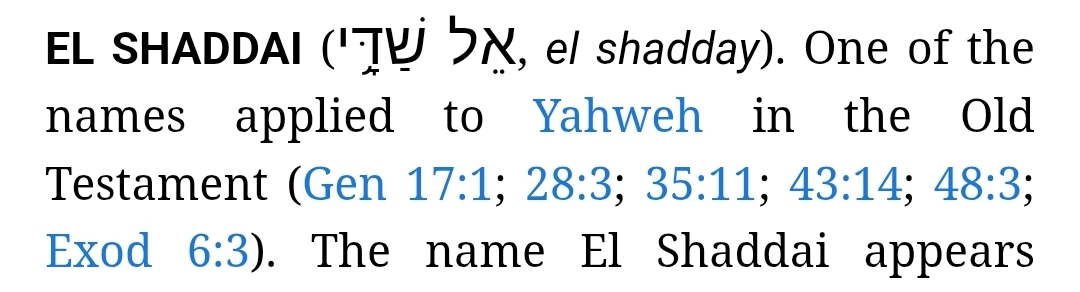 EL SHADDAI (אֵל שַׁדָּ֑י, el shadday). One of the
names applied to Yahweh in the Old
Testament (Gen 17:1; 28:3; 35:11; 43:14; 48:3;
Exod 6:3). The name El Shaddai appears